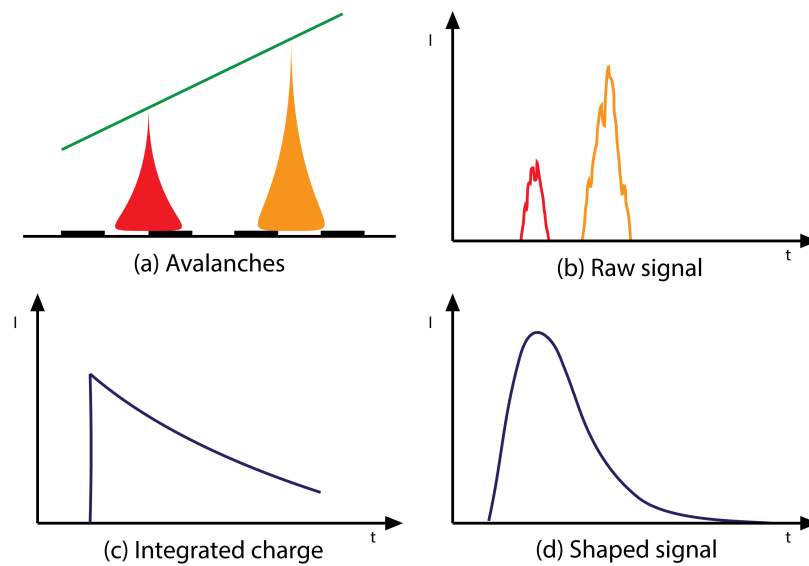 I
t
(a) Avalanches
(b) Raw signal
I
t
I
t
(c) Integrated charge
(d) Shaped signal